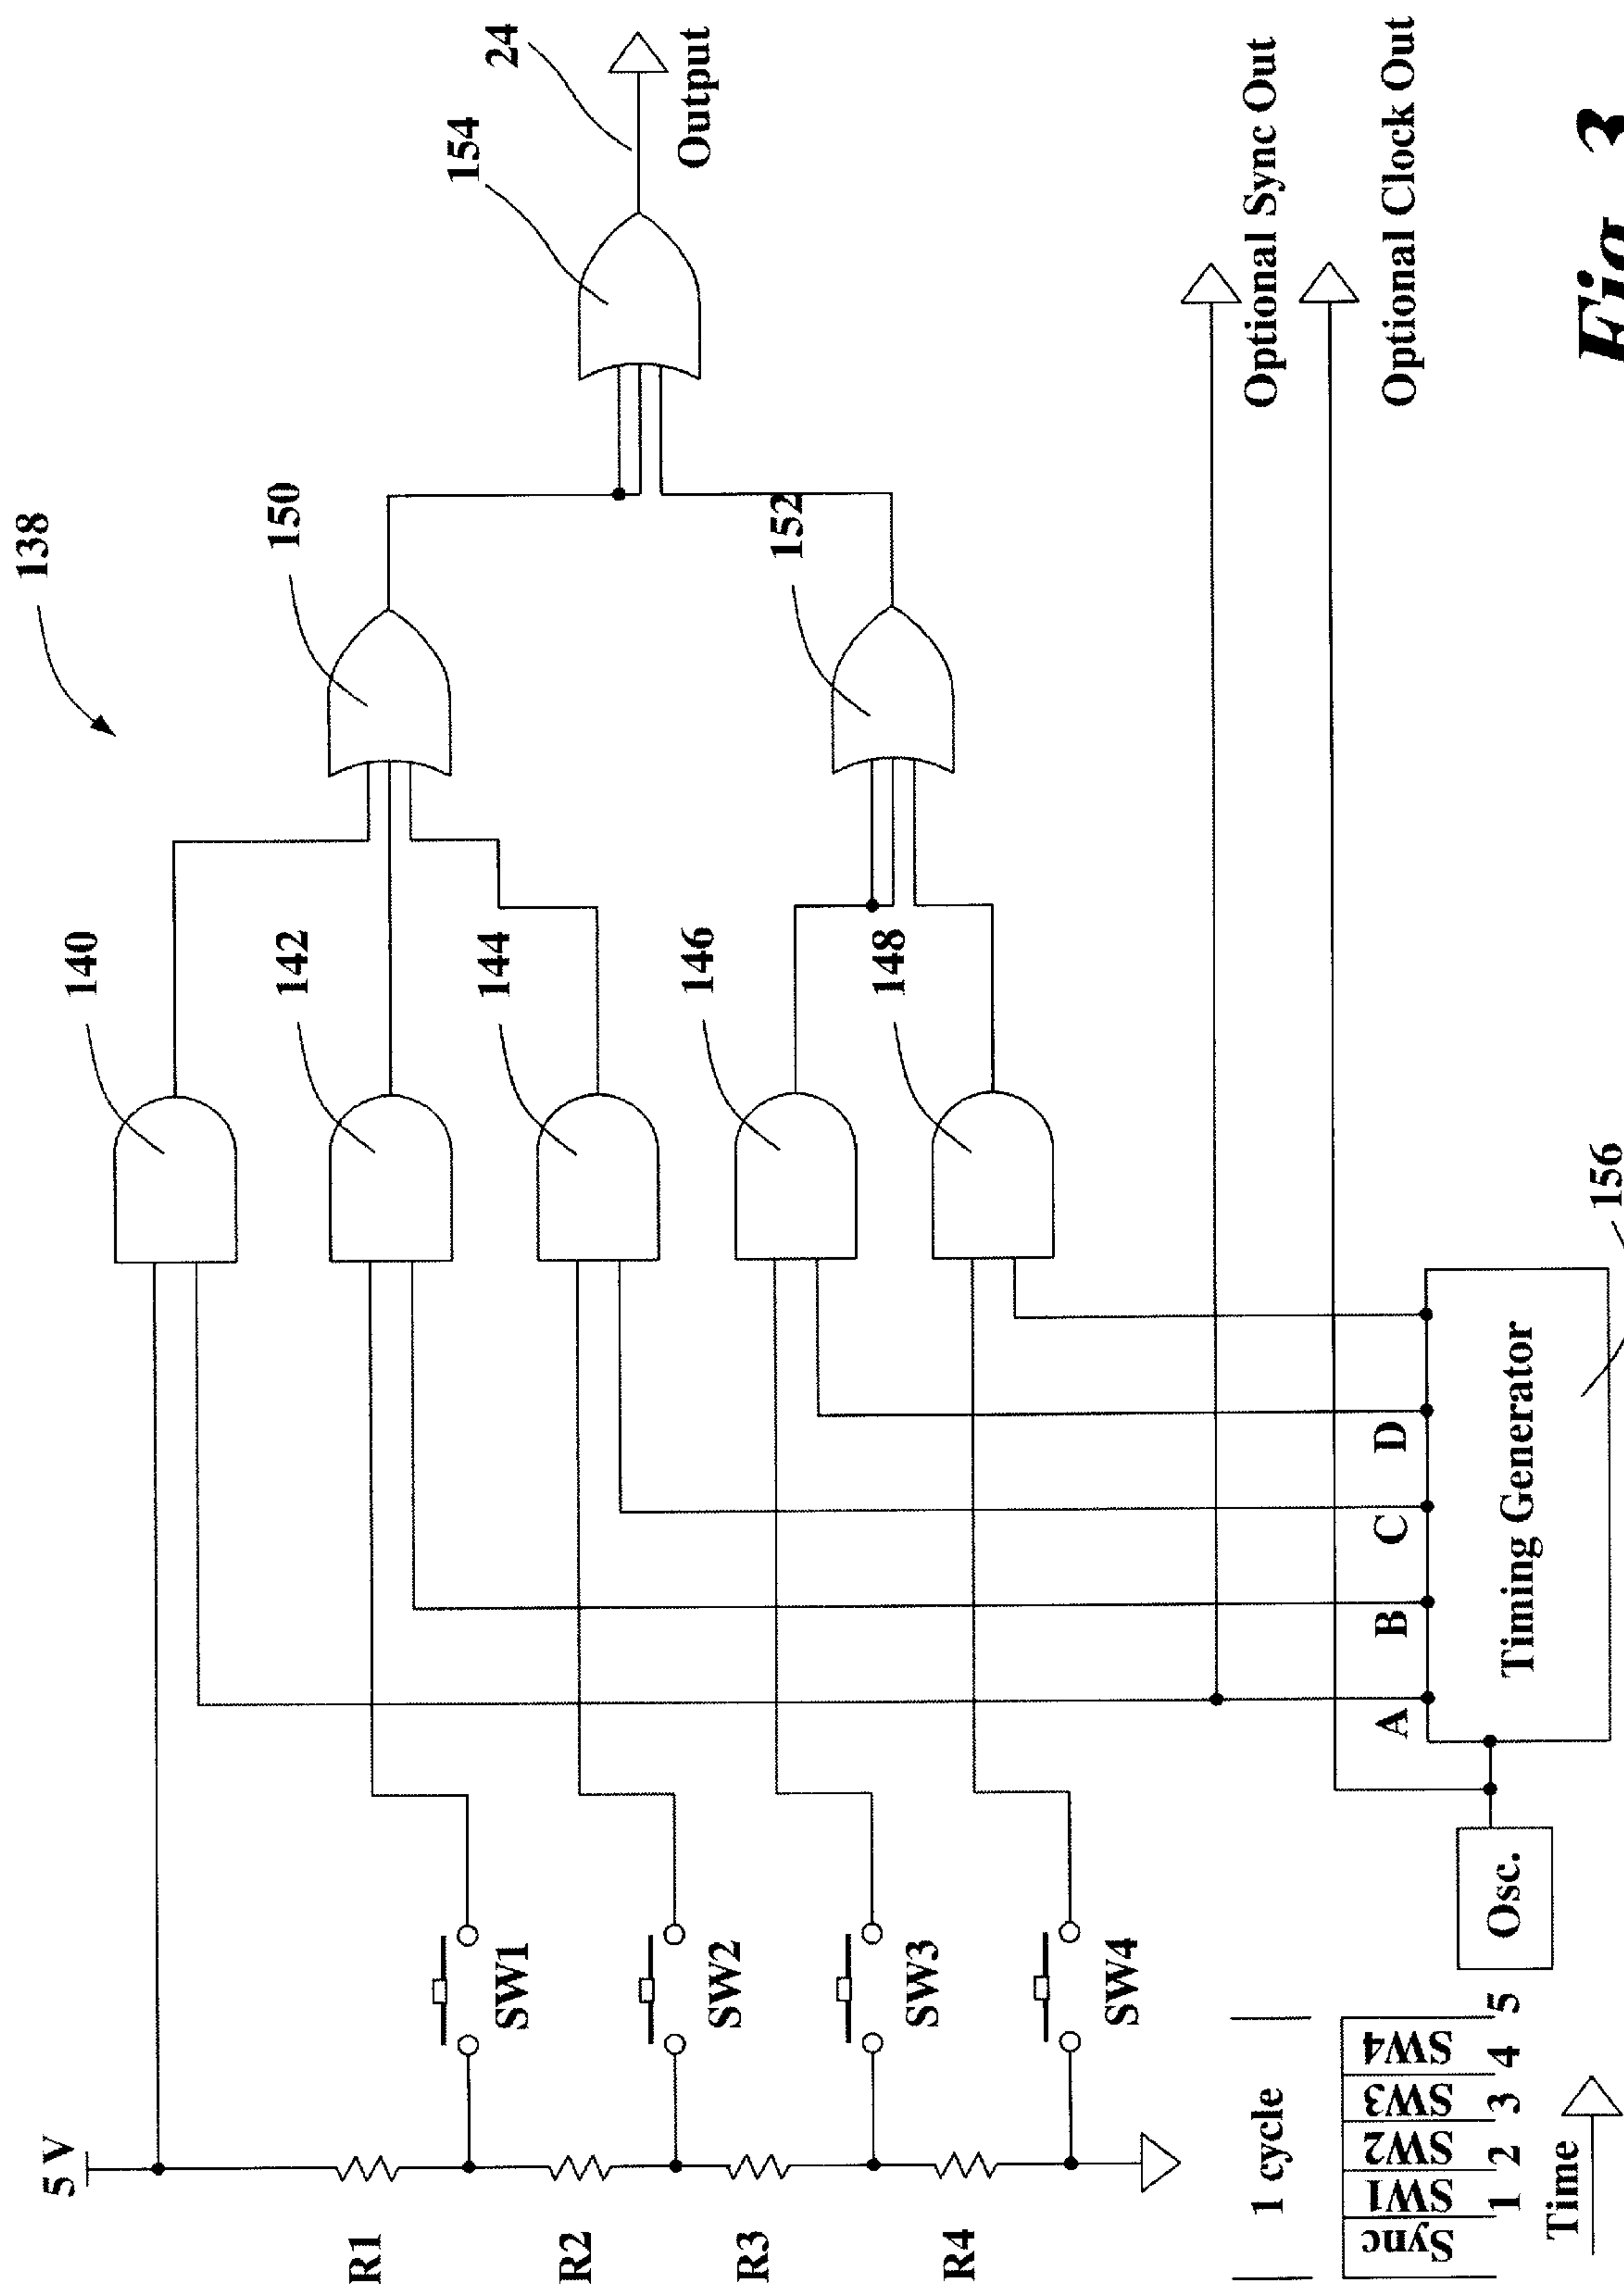 138
140
142
144
146
148
150
152
154
24
Output
5 V
R1
R2
R3
R4
SW1
SW2
SW3
SW4
Optional Sync Out
Optional Clock Out
A
B
C
D
Timing Generator
156
Osc.
1 cycle
Sync SW1 SW2 SW3 SW4
1 2 3 4 5
Time
Fig. 3